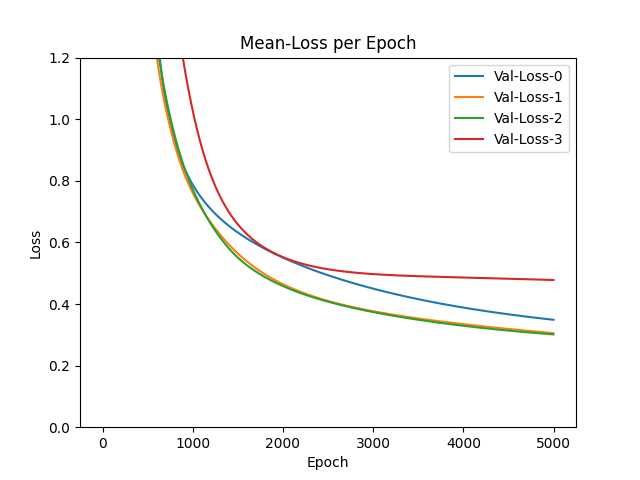 Mean-Loss per Epoch
Val-Loss-0
Val-Loss-1
Val-Loss-2
Val-Loss-3
1.2
1.0
0.8
0.6
0.4
0.2
0.0
Loss
0 1000 2000 3000 4000 5000
Epoch